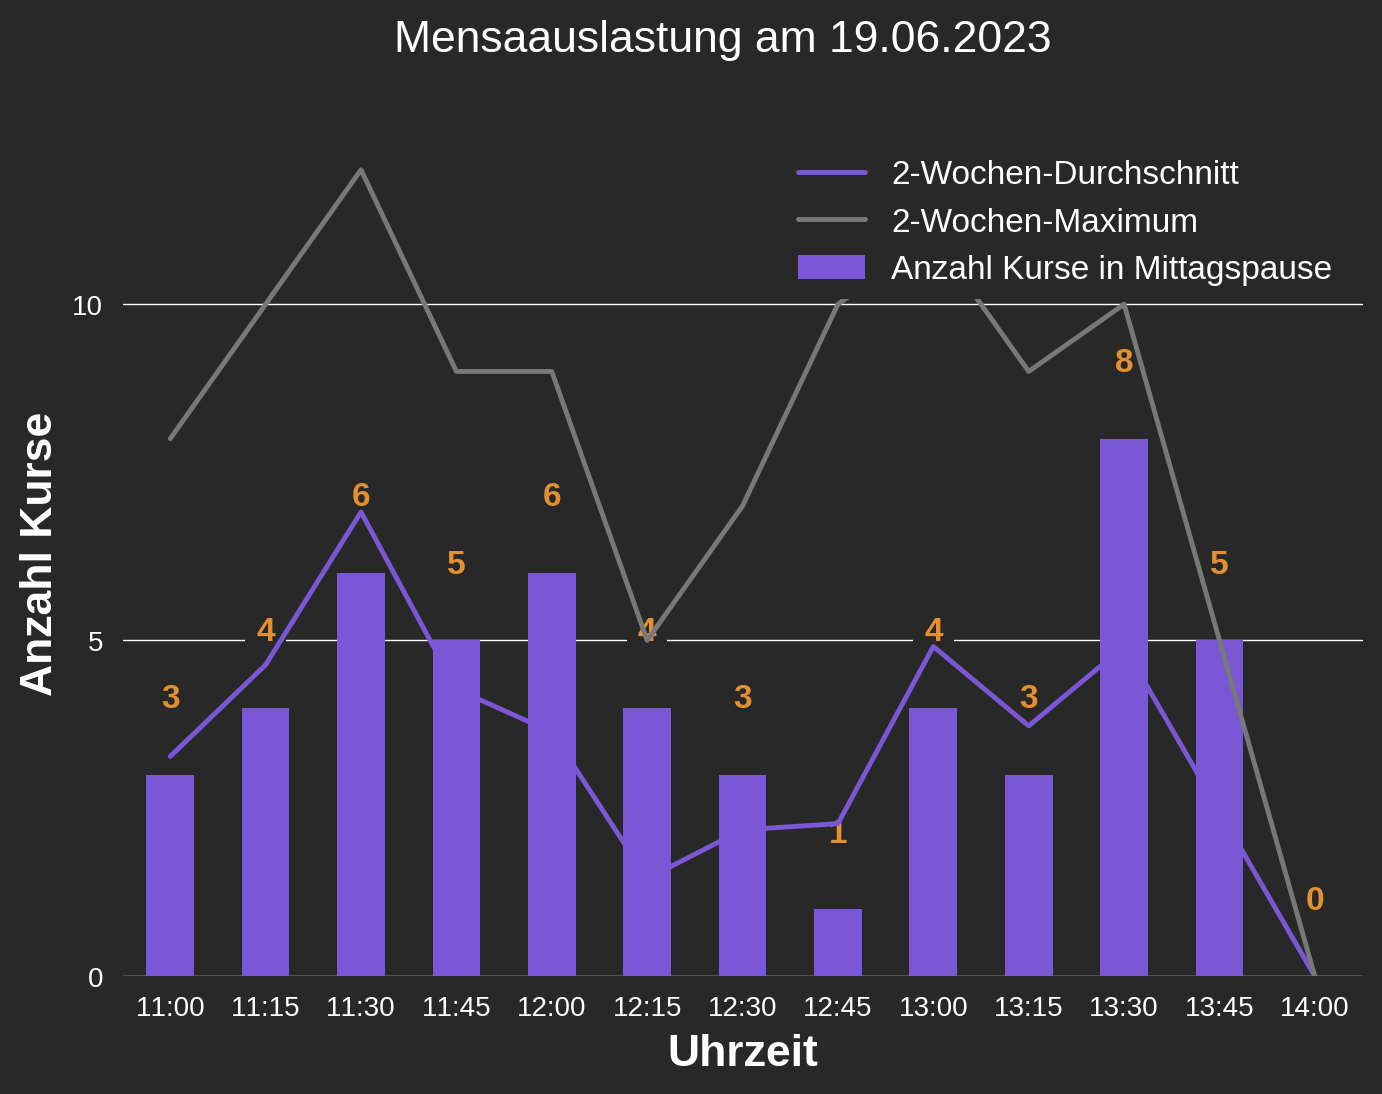 Mensaauslastung am 19.06.2023
2-Wochen-Durchschnitt
2-Wochen-Maximum
Anzahl Kurse in Mittagspause
Anzahl Kurse
10
5
0
3
4
6
5
6
4
3
1
4
3
8
5
0
11:00 11:15 11:30 11:45 12:00 12:15 12:30 12:45 13:00 13:15 13:30 13:45 14:00
Uhrzeit